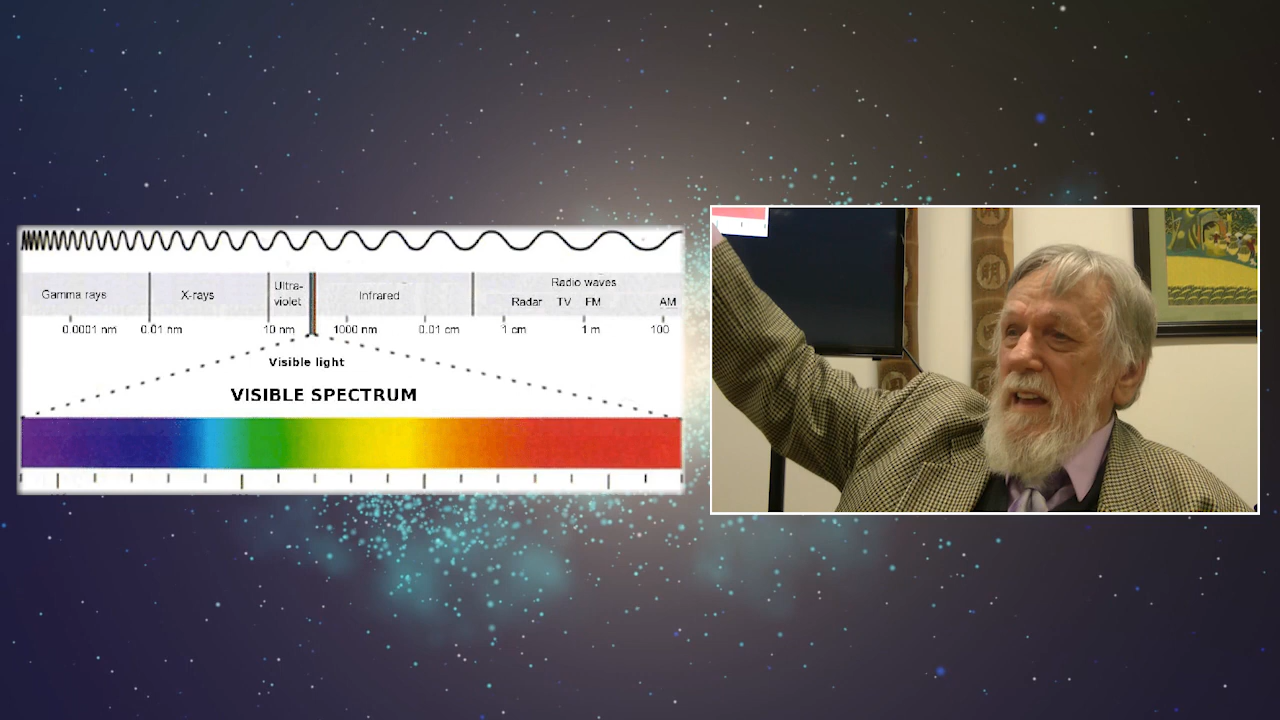 Gamma rays X-rays Ultra-
violet Infrared Radio waves
Radar TV FM AM
0.0001 nm 0.01 nm 10 nm 1000 nm 0.01 cm 1 cm 1 m 100
Visible light
VISIBLE SPECTRUM